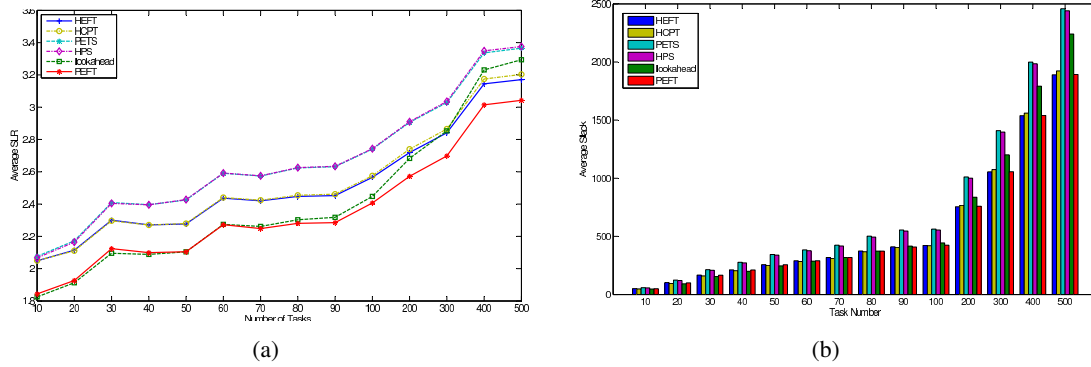 3.6
3.4
3.2
3
2.8
2.6
2.4
2.2
2
1.8
Average SLR
HEFT
HCPT
PETS
HPS
lookahead
PEFT
10 20 30 40 50 60 70 80 90 100 200 300 400 500
Number of Tasks
(a)
2500
2000
1500
1000
500
0
Average Slack
HEFT
HCPT
PETS
HPS
lookahead
PEFT
10 20 30 40 50 60 70 80 90 100 200 300 400 500
Task Number
(b)